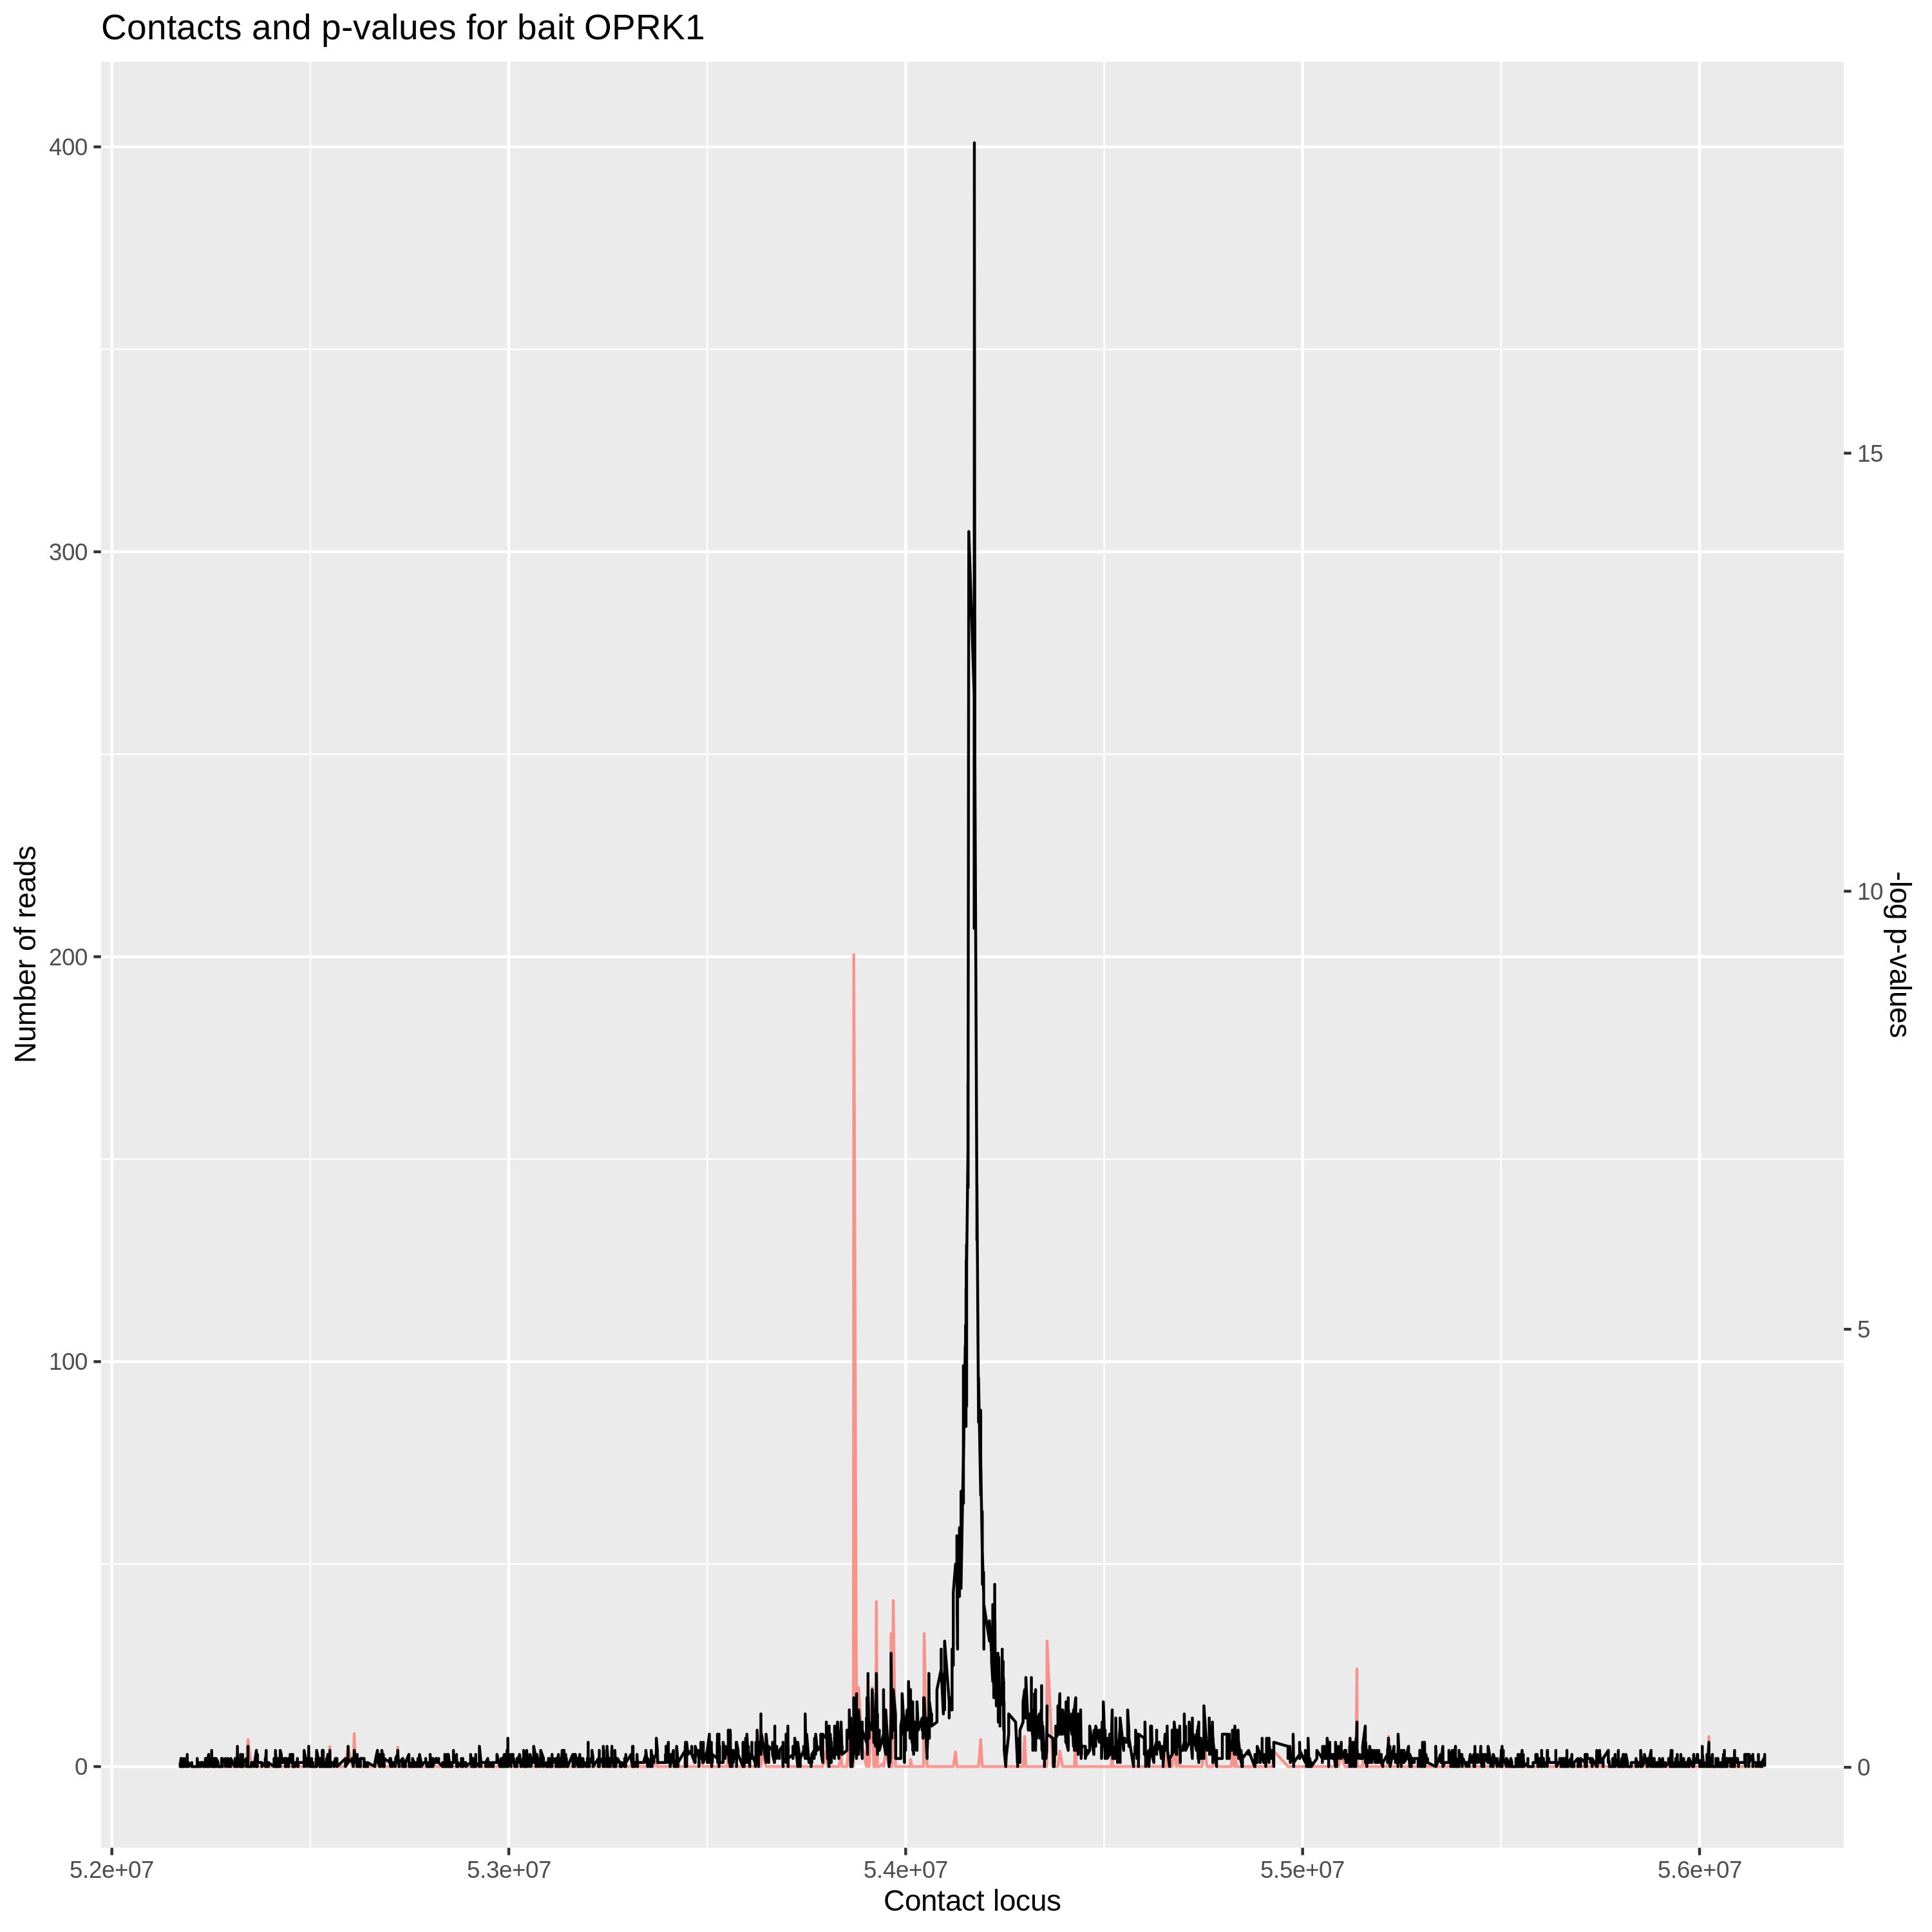 Contacts and p-values for bait OPRK1
400
300
200
100
0
Number of reads
15
10
5
0
-log p-values
5.2e+07 5.3e+07 5.4e+07 5.5e+07 5.6e+07
Contact locus